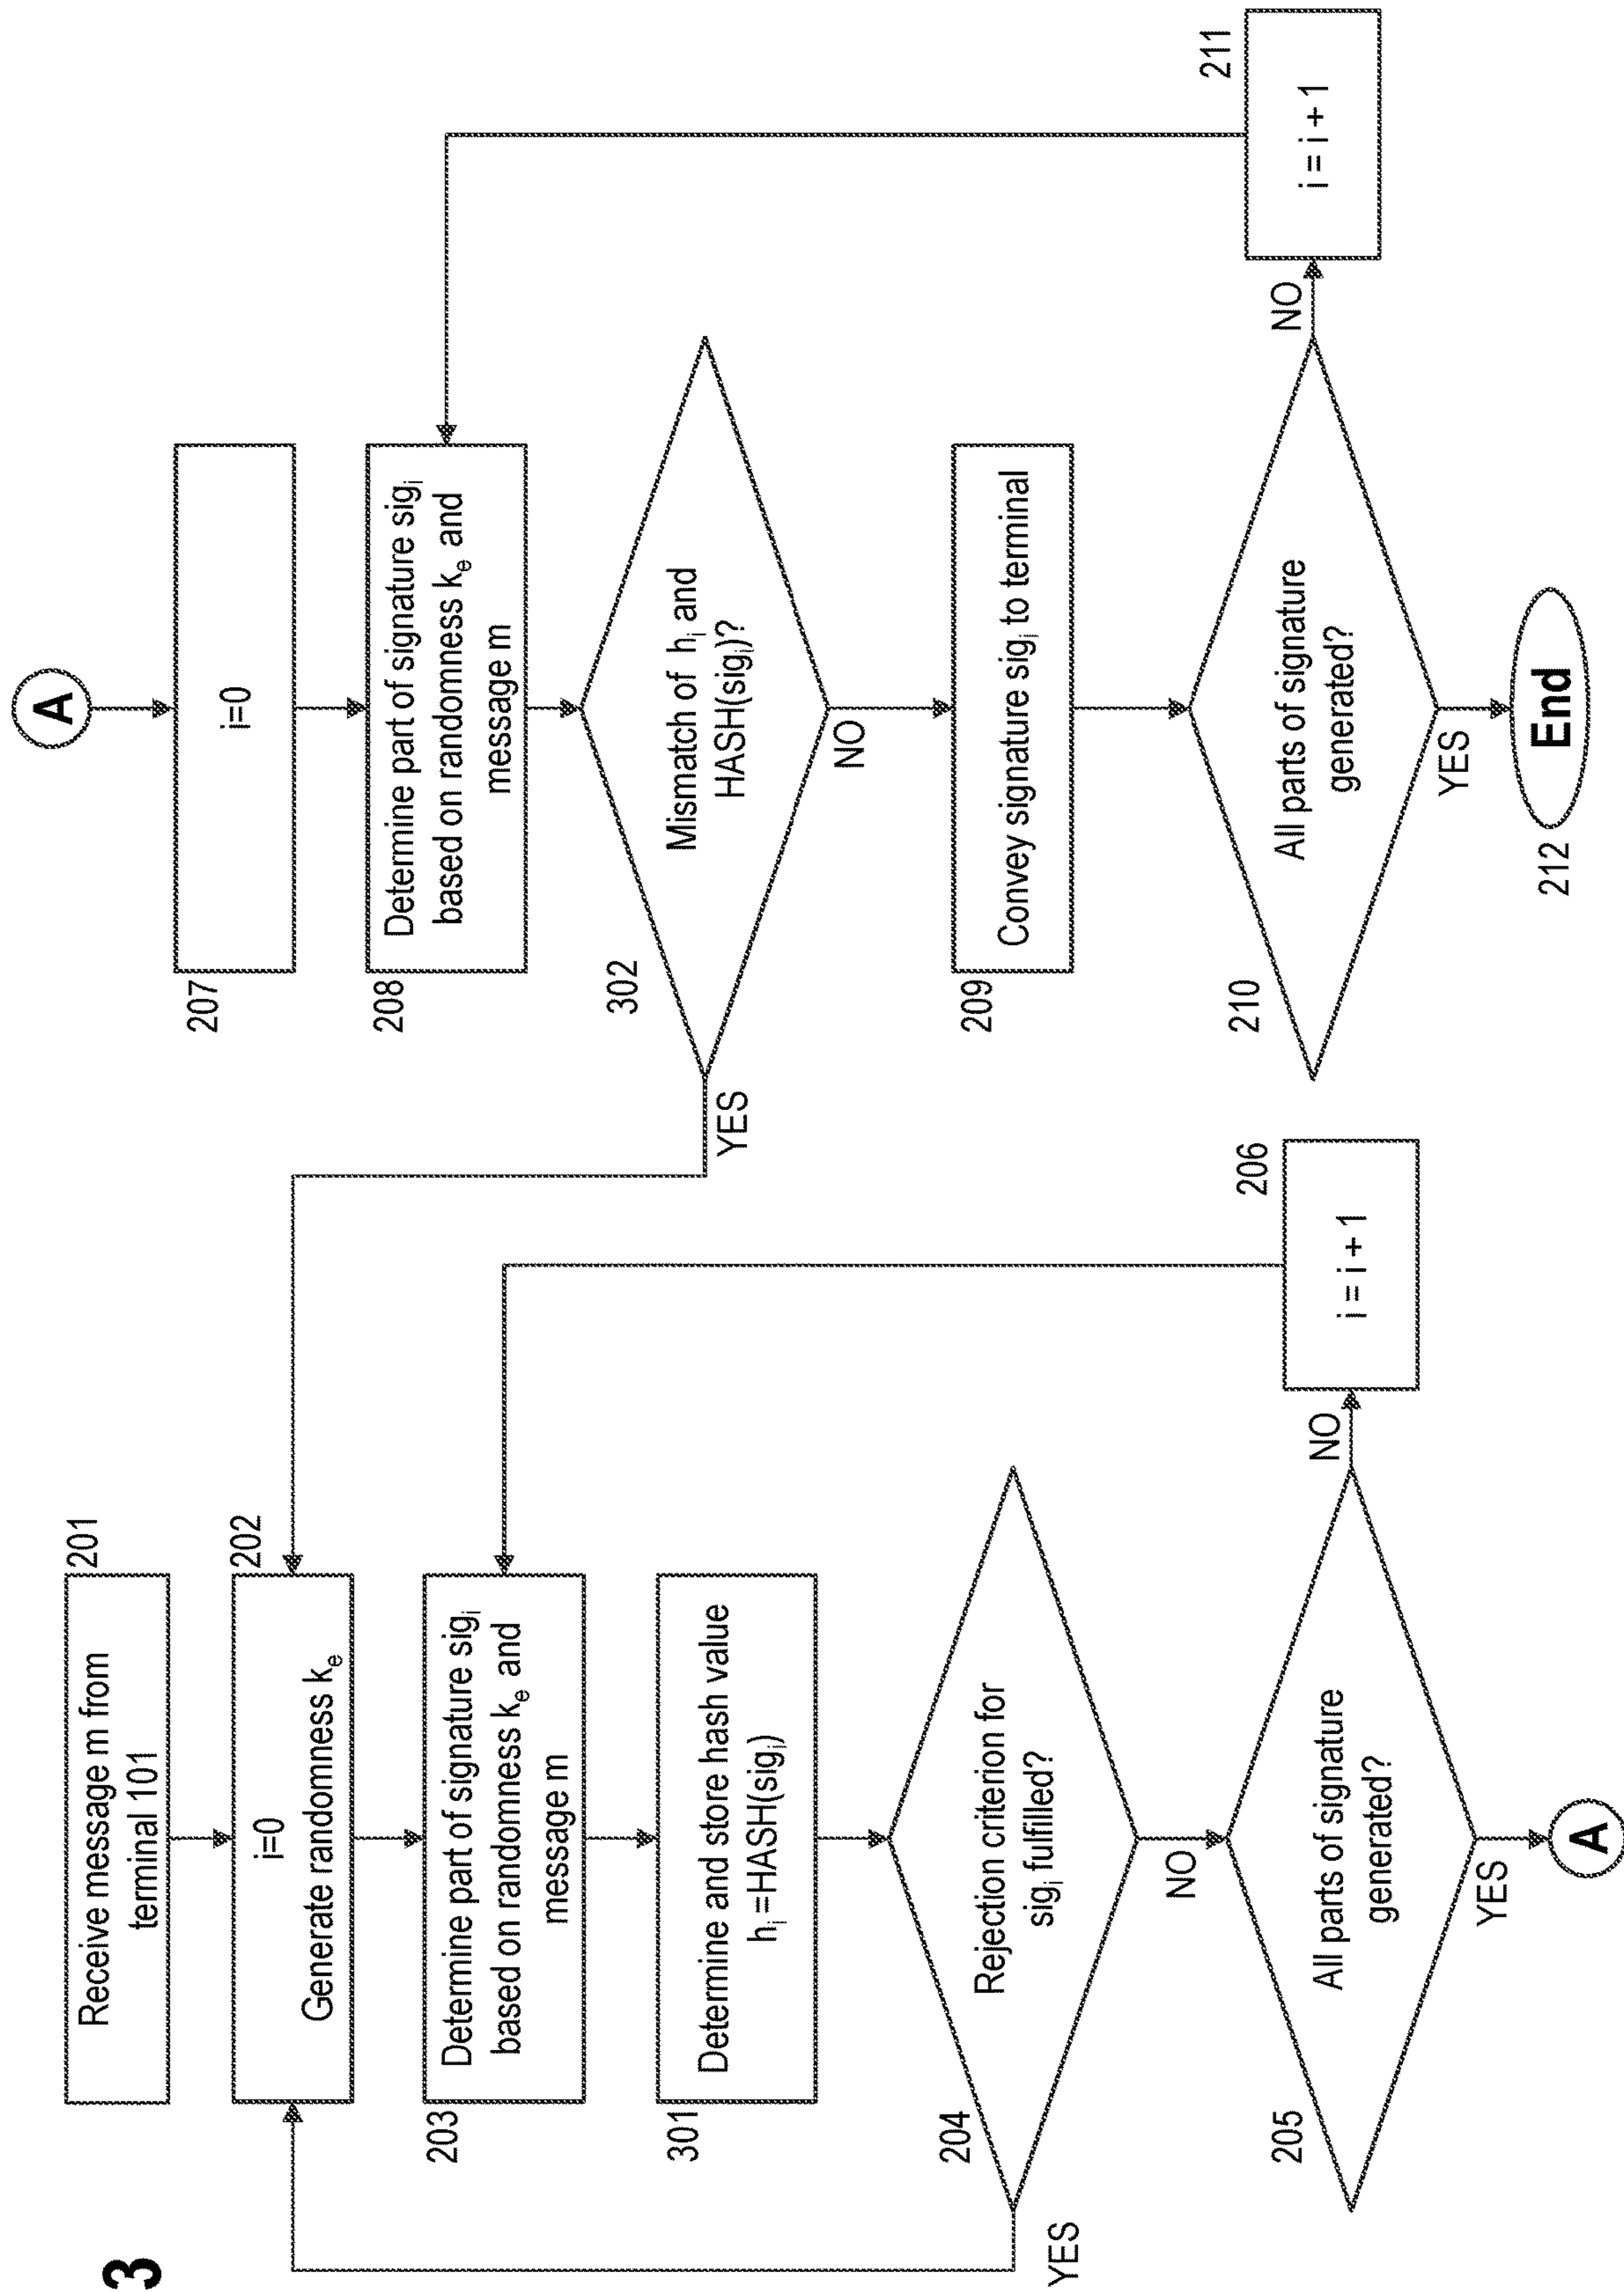 3
Receive message m from
terminal 101
201
i=0
Generate randomness kₑ
202
Determine part of signature sigᵢ
based on randomness kₑ and
message m
203
Determine and store hash value
hᵢ=HASH(sigᵢ)
301
Rejection criterion for
sigᵢ fulfilled?
204
YES
NO
All parts of signature
generated?
205
NO
YES
i = i + 1
206
A
A
i=0
207
Determine part of signature sigᵢ
based on randomness kₑ and
message m
208
Mismatch of hᵢ and
HASH(sigᵢ)?
302
YES
NO
Convey signature sigᵢ to terminal
209
All parts of signature
generated?
210
NO
YES
i = i + 1
211
End
212